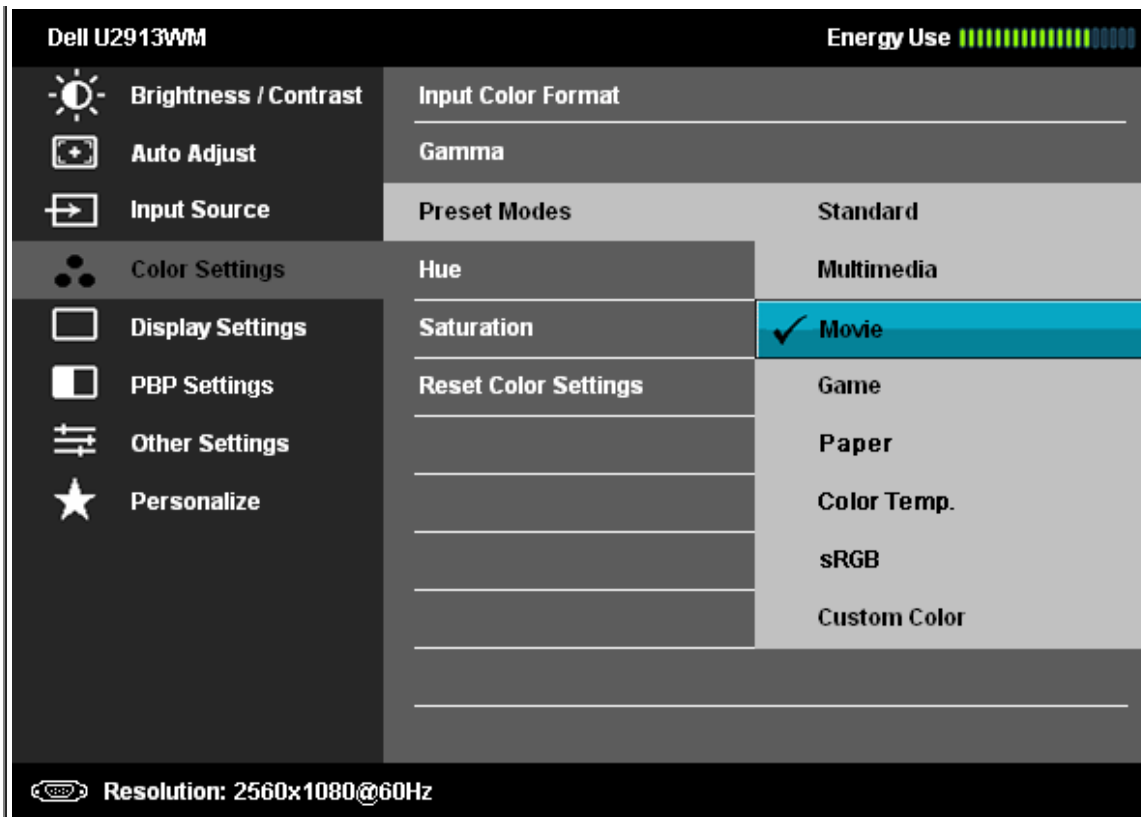 Dell U2913WM
Energy Use
Brightness / Contrast
Auto Adjust
Input Source
Color Settings
Display Settings
PBP Settings
Other Settings
Personalize
Input Color Format
Gamma
Preset Modes
Hue
Saturation
Reset Color Settings
Standard
Multimedia
Movie
Game
Paper
Color Temp.
sRGB
Custom Color
Resolution: 2560x1080@60Hz